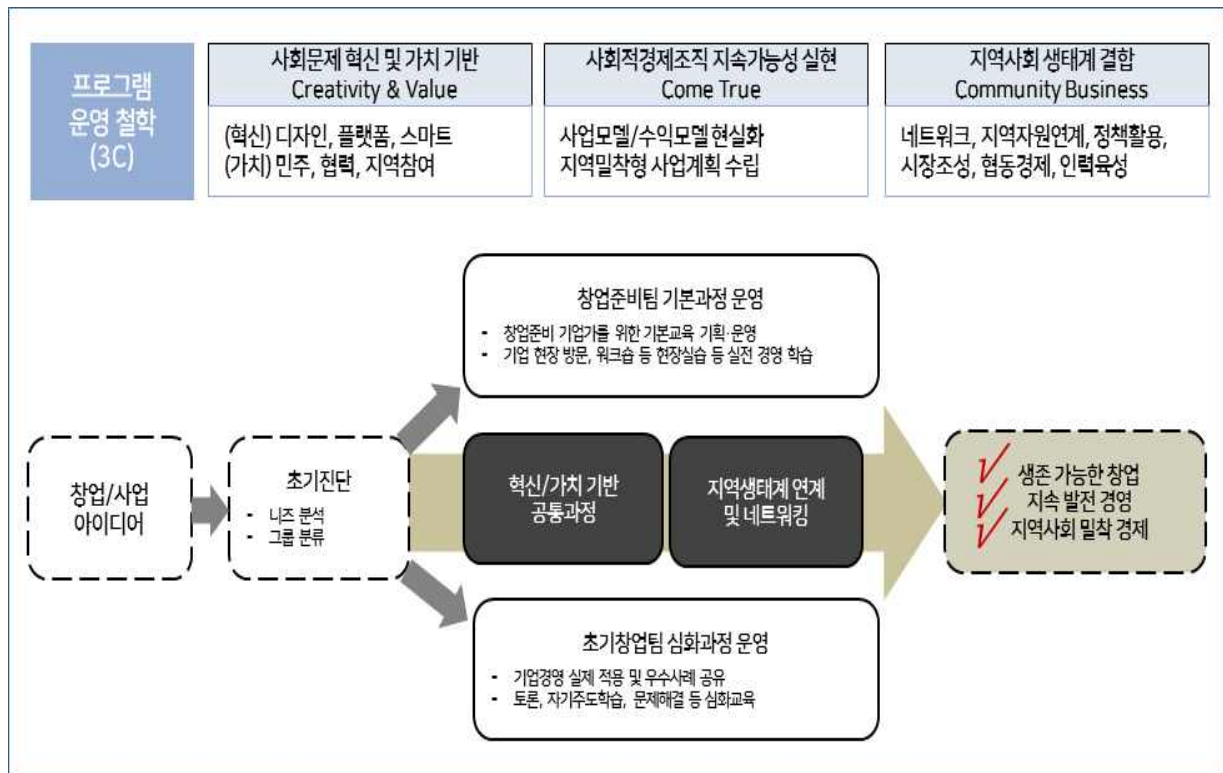 프로그램
운영 철학
(3C)
사회문제 혁신 및 가치 기반
Creativity & Value
(혁신) 디자인, 플랫폼, 스마트
(가치) 민주, 협력, 지역참여
사회적경제조직 지속가능성 실현
Come True
사업모델/수익모델 현실화
지역밀착형 사업계획 수립
지역사회 생태계 결합
Community Business
네트워크, 지역자원연계, 정책활용,
시장조성, 협동경제, 인력육성
창업준비팀 기본과정 운영
- 창업준비 기업가를 위한 기본교육 기획·운영
- 기업 현장 방문, 워크숍 등 현장실습 등 실전 경영 학습
창업/사업
아이디어
초기진단
- 니즈 분석
- 그룹 분류
혁신/가치 기반
공통과정
지역생태계 연계
및 네트워킹
생존 가능한 창업
지속 발전 경영
지역사회 밀착 경제
초기창업팀 심화과정 운영
- 기업경영 실제 적용 및 우수사례 공유
- 토론, 자기주도학습, 문제해결 등 심화교육